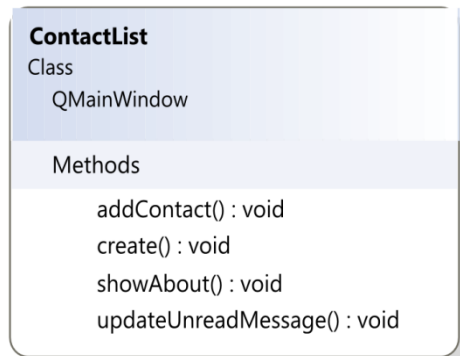 ContactList
Class
QMainWindow
Methods
addContact() : void
create() : void
showAbout() : void
updateUnreadMessage() : void